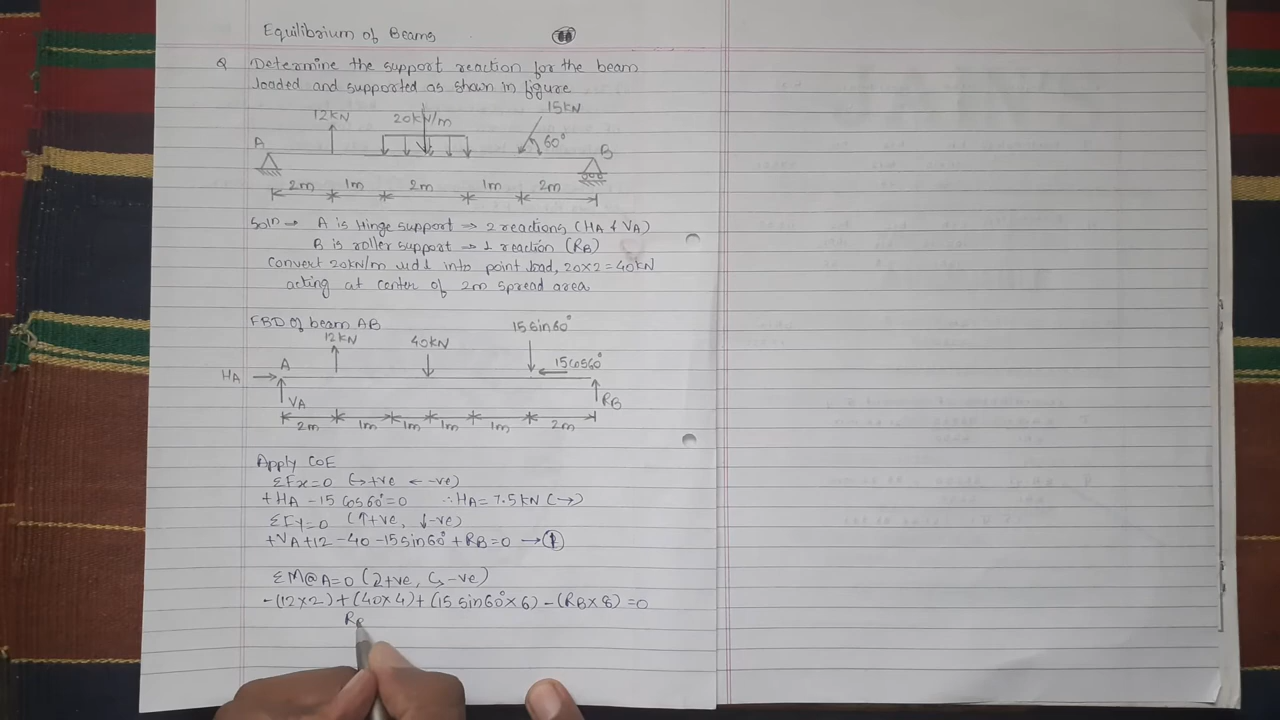 Equilibrium of Beams
Q Determine the support reaction for the beam
loaded and supported as shown in figure
12KN 20KN/m 15KN
60°
A B
2m 1m 2m 1m 2m
Soln → A is Hinge support → 2 reactions (HA & VA)
B is roller support → 1 reaction (RB)
Convert 20KN/m udl into point load, 20×2=40KN
acting at center of 2m spread area
FBD of beam AB
15 sin60°
12KN 40KN
A 15cos60°
HA
VA RB
2m 1m 1m 1m 1m 2m
Apply COE
ΣFx=0 (→+ve ←-ve)
+HA -15 cos60°=0 ∴HA=7.5KN (→)
ΣFy=0 (↑+ve, ↓-ve)
+VA+12 -40 -15sin60° +RB=0 →①
ΣM@A=0 (↻+ve, ↺-ve)
-(12×2)+(40×4)+(15 sin60°×6) -(RB×8) =0
RB